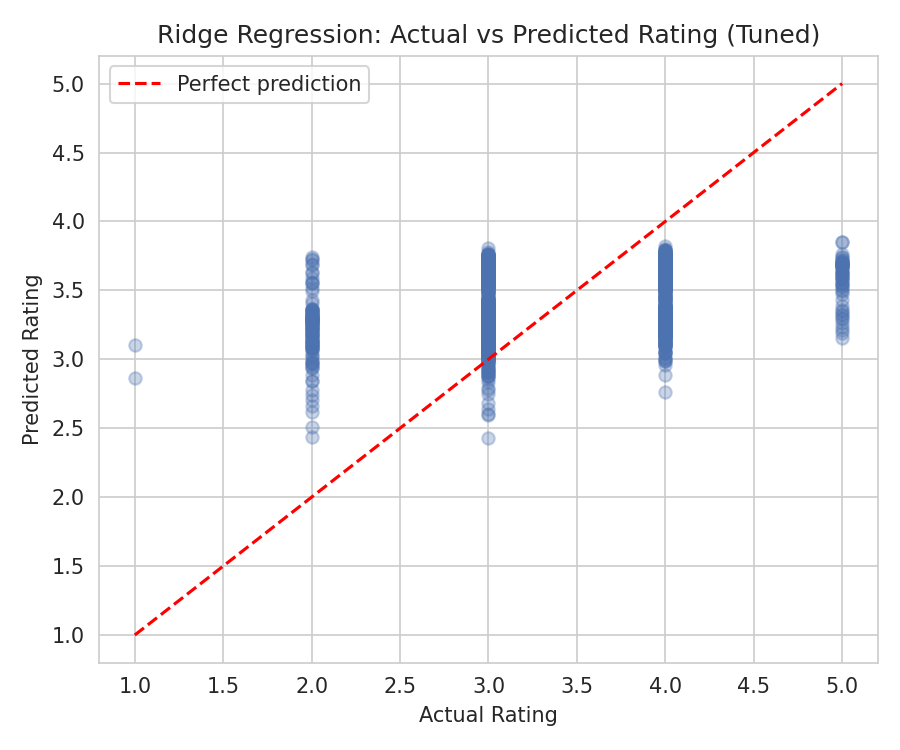 Ridge Regression: Actual vs Predicted Rating (Tuned)
Perfect prediction
5.0
4.5
4.0
3.5
3.0
2.5
2.0
1.5
1.0
Predicted Rating
1.0 1.5 2.0 2.5 3.0 3.5 4.0 4.5 5.0
Actual Rating